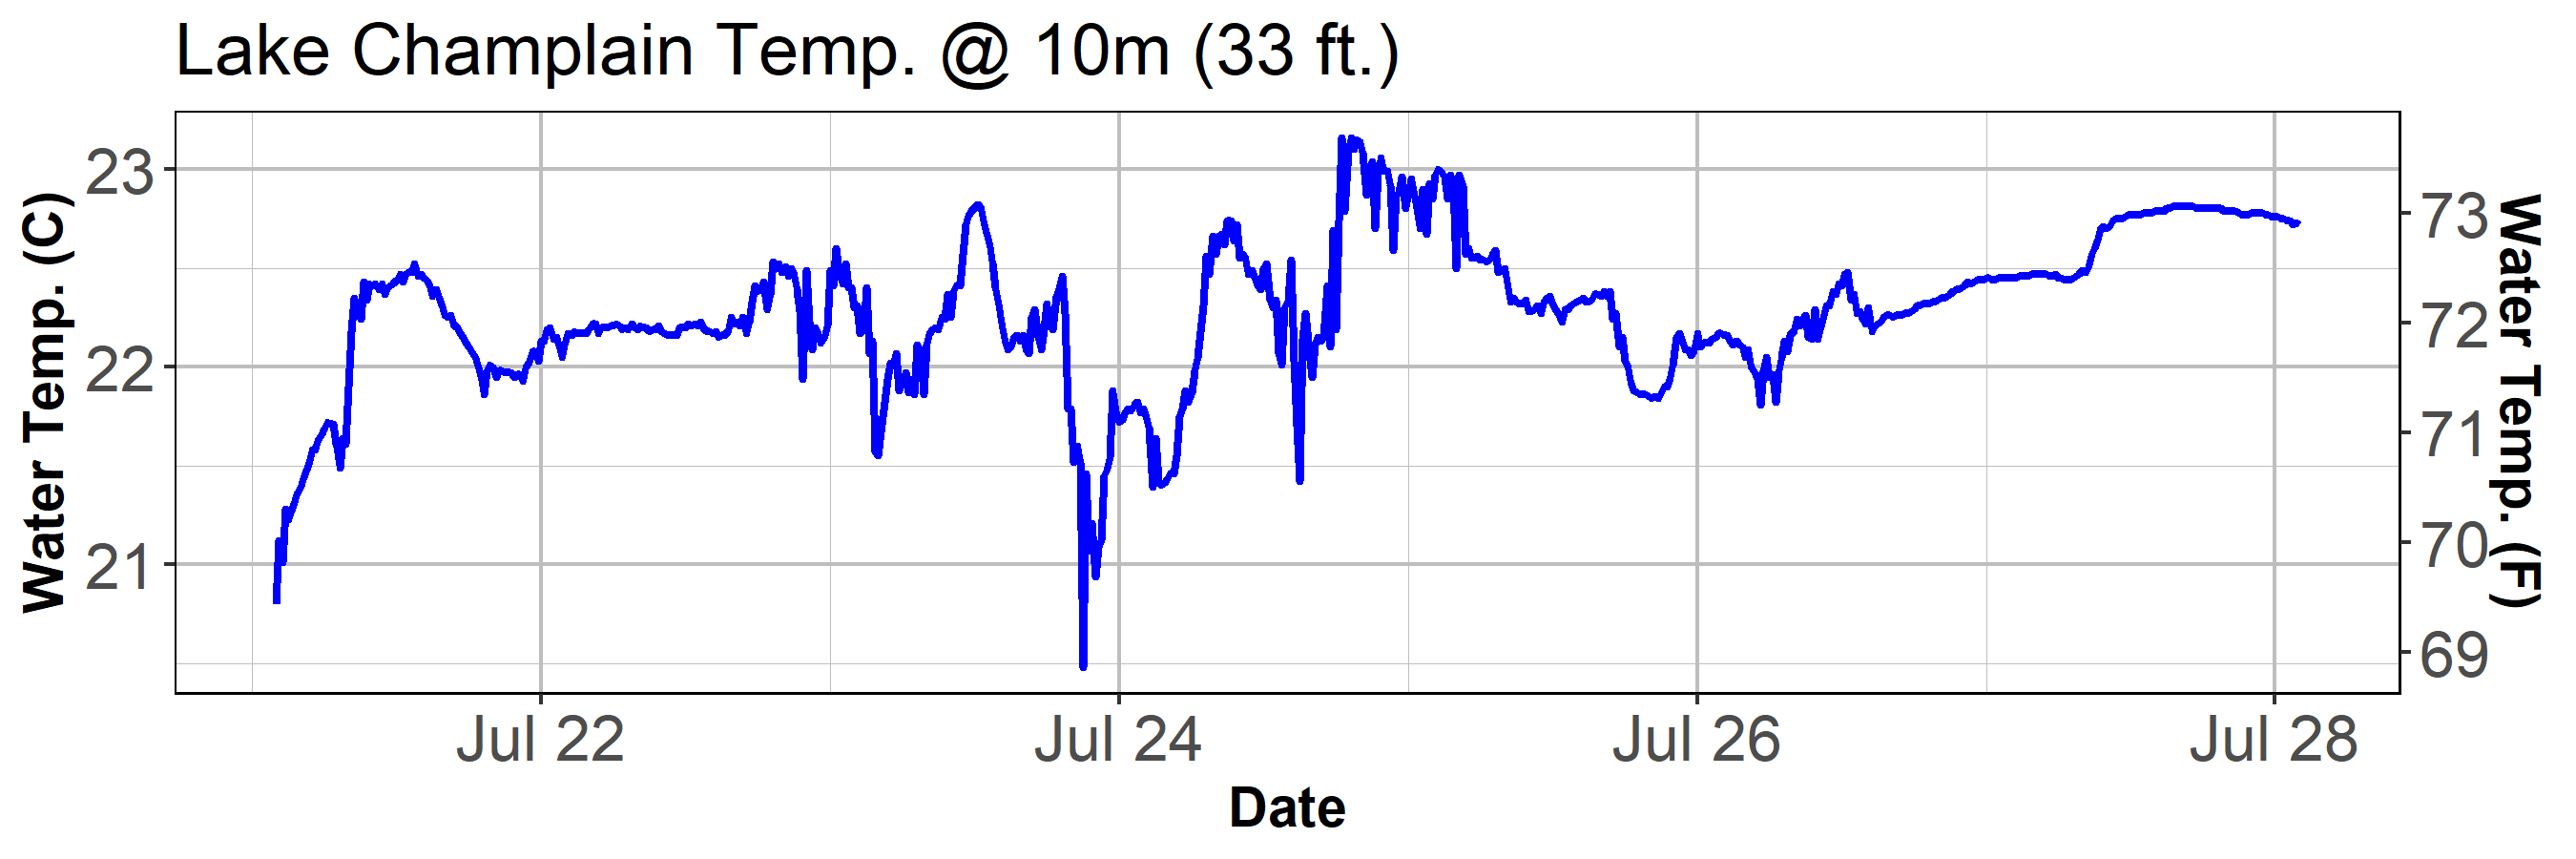 Lake Champlain Temp. @ 10m (33 ft.)
Water Temp. (C)
23
22
21
73
72
71
70
69
Water Temp. (F)
Jul 22
Jul 24
Jul 26
Jul 28
Date